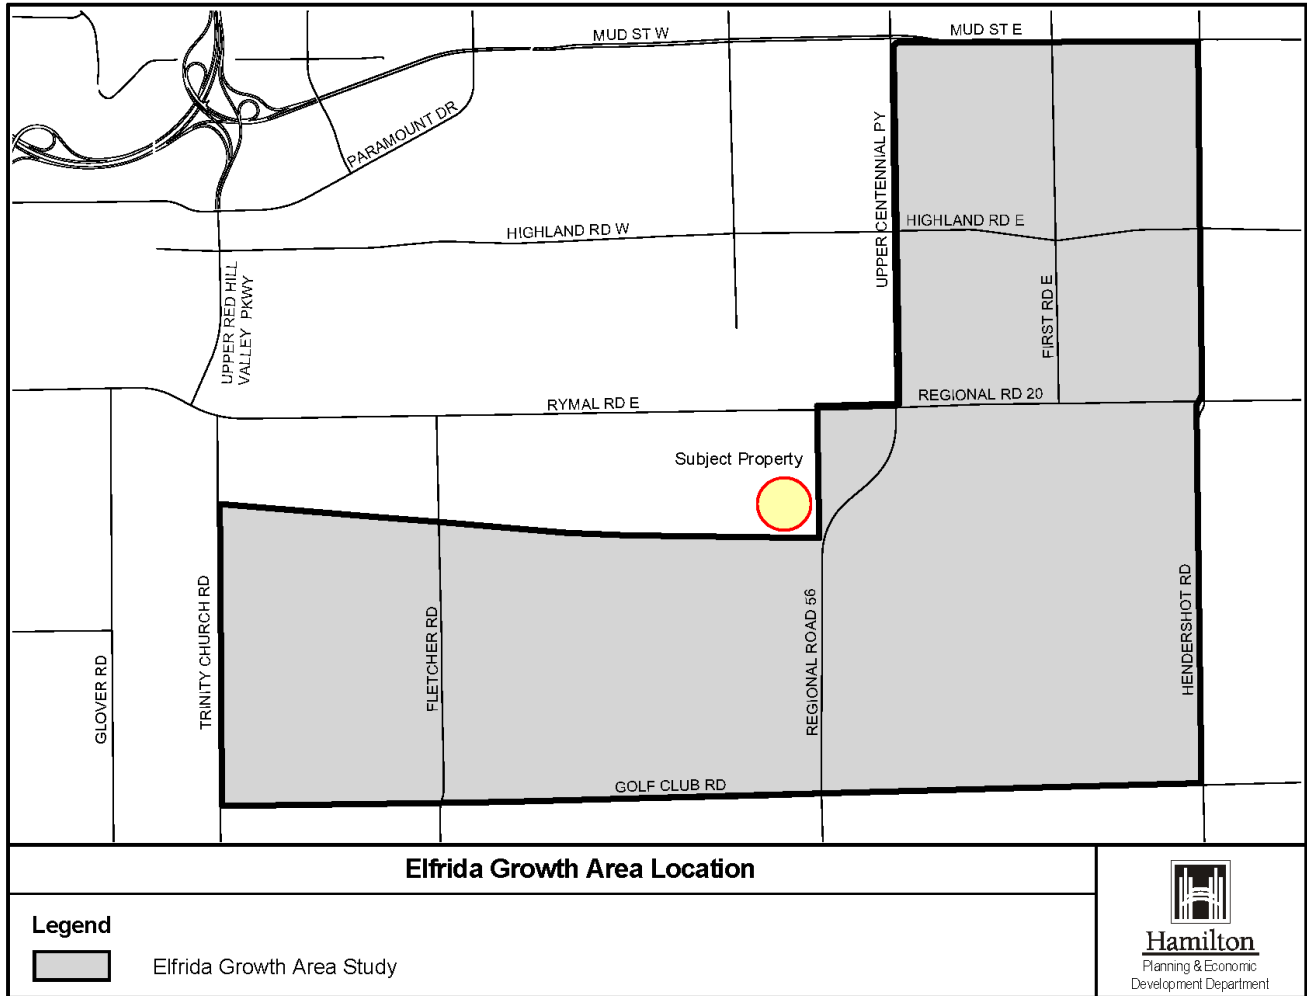 MUD ST W
MUD ST E
PARAMOUNT DR
UPPER CENTENNIAL PY
HIGHLAND RD W
HIGHLAND RD E
UPPER RED HILL
VALLEY PKWY
FIRST RD E
RYMAL RD E
REGIONAL RD 20
Subject Property
TRINITY CHURCH RD
FLETCHER RD
REGIONAL ROAD 56
HENDERSHOT RD
GLOVER RD
GOLF CLUB RD
Elfrida Growth Area Location
Legend
Elfrida Growth Area Study
Hamilton
Planning & Economic
Development Department